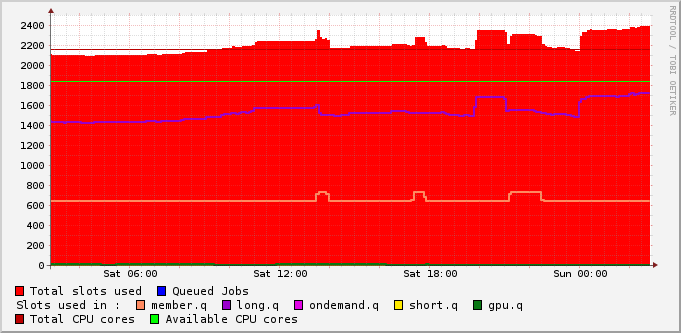 2400
2200
2000
1800
1600
1400
1200
1000
800
600
400
200
0
Sat 06:00 Sat 12:00 Sat 18:00 Sun 00:00
RRDTOOL / TOBI OETIKER
Total slots used Queued Jobs
Slots used in : member.q long.q ondemand.q short.q gpu.q
Total CPU cores Available CPU cores